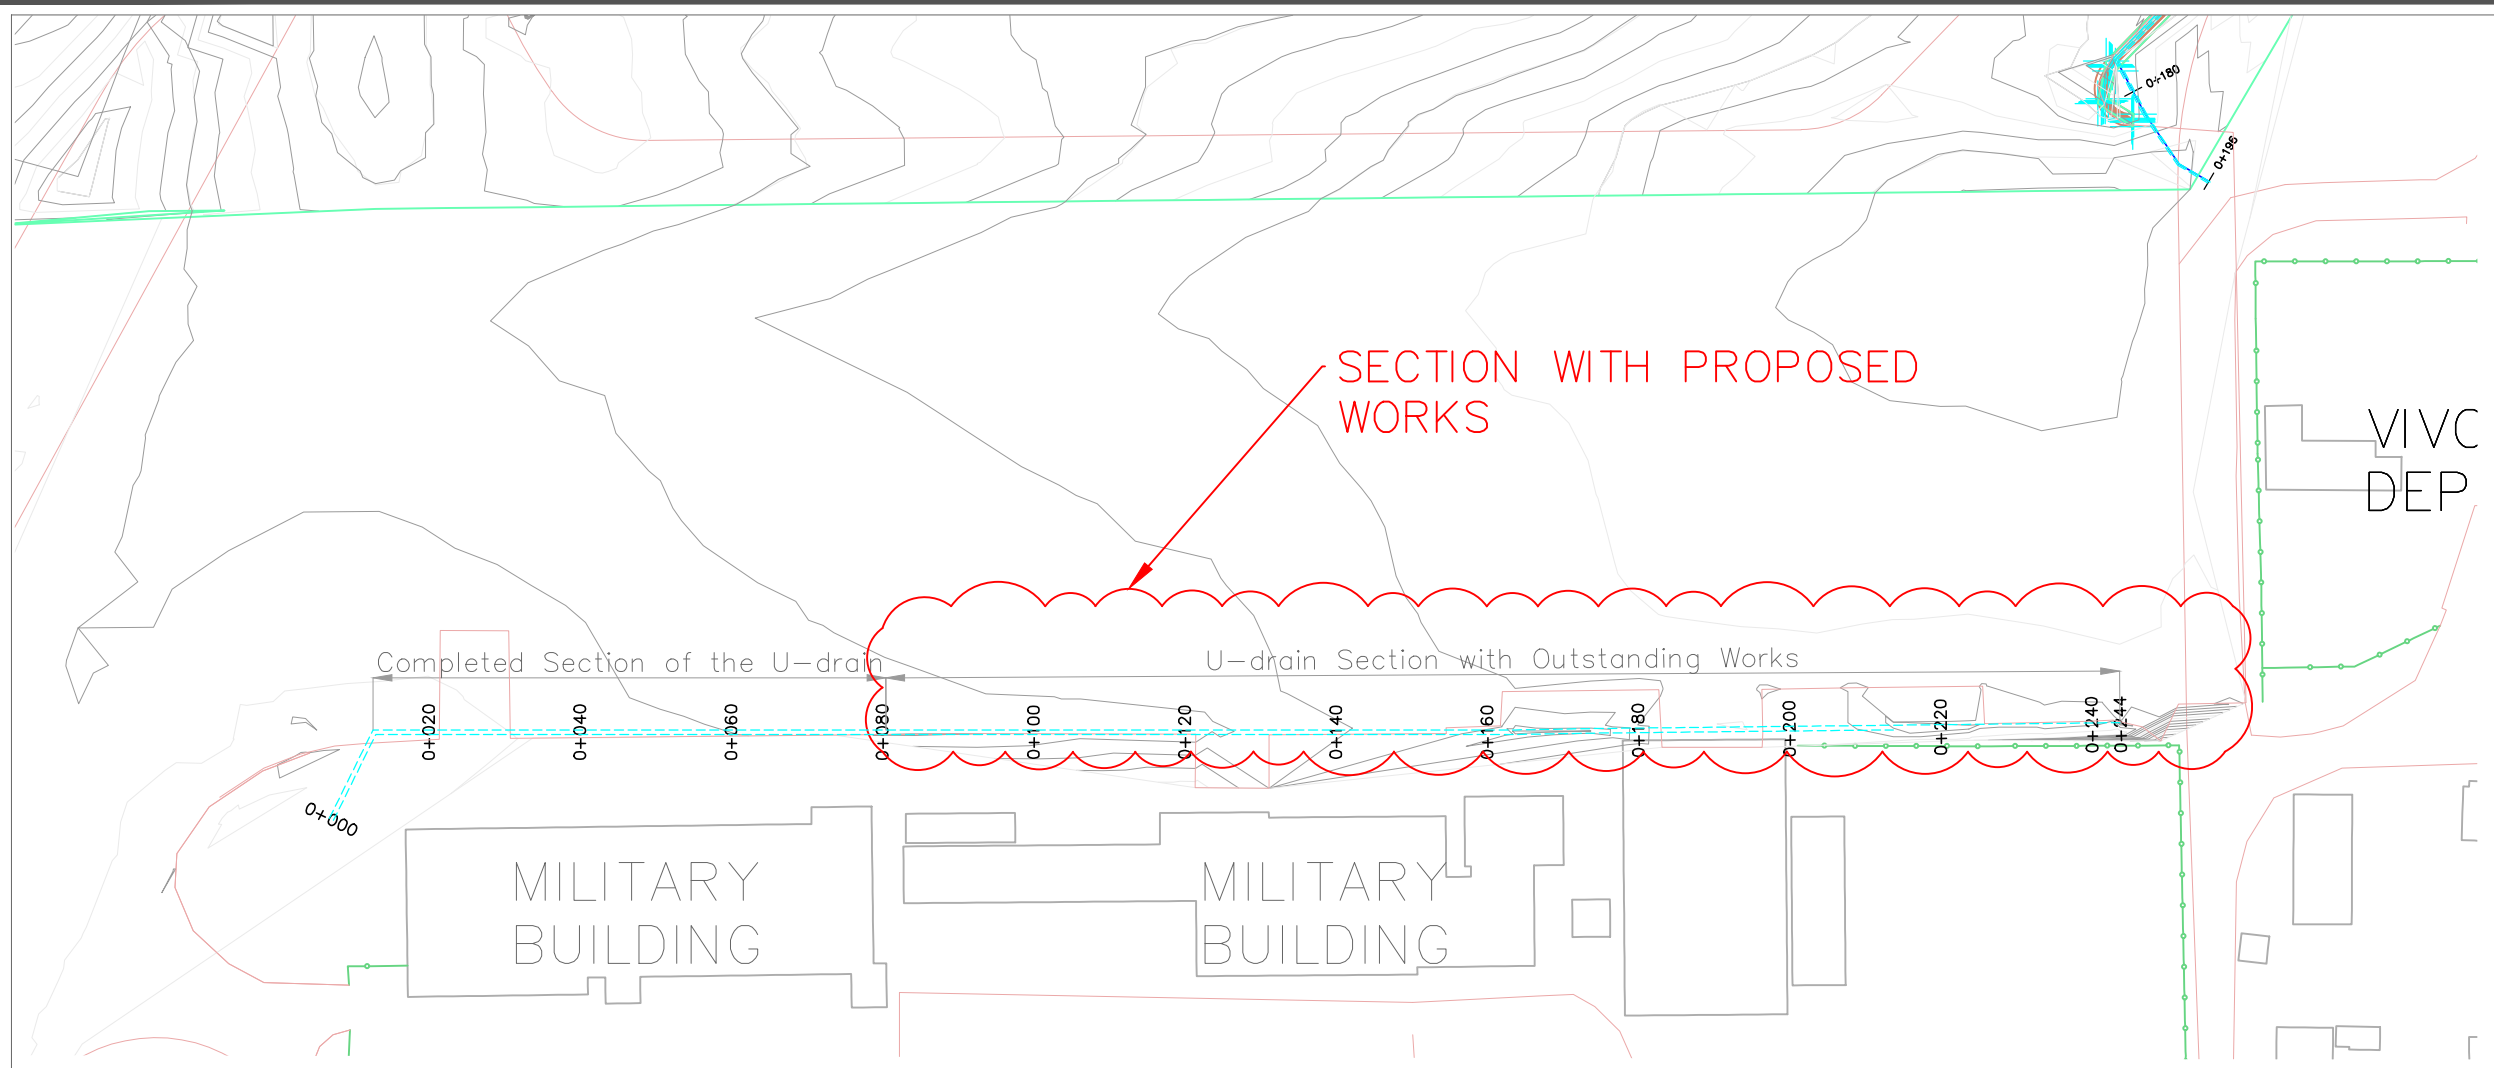 0+180
0+196
SECTION WITH PROPOSED
WORKS
VIVO
DEP
Completed Section of the U-drain
U-drain Section with Outstanding Works
0+000
0+020
0+040
0+060
0+080
0+100
0+120
0+140
0+160
0+180
0+200
0+220
0+240
0+244
MILITARY
BUILDING
MILITARY
BUILDING